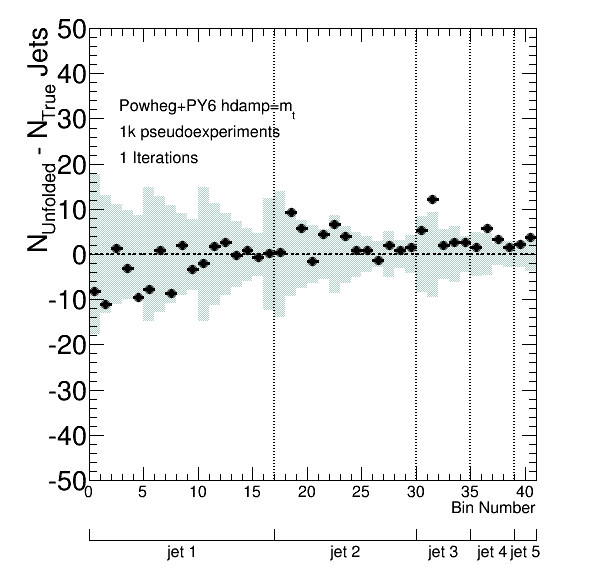 N_Unfolded - N_True Jets
50
40
30
20
10
0
-10
-20
-30
-40
-50
Powheg+PY6 hdamp=m_t
1k pseudoexperiments
1 Iterations
0 5 10 15 20 25 30 35 40
Bin Number
jet 1 jet 2 jet 3 jet 4 jet 5